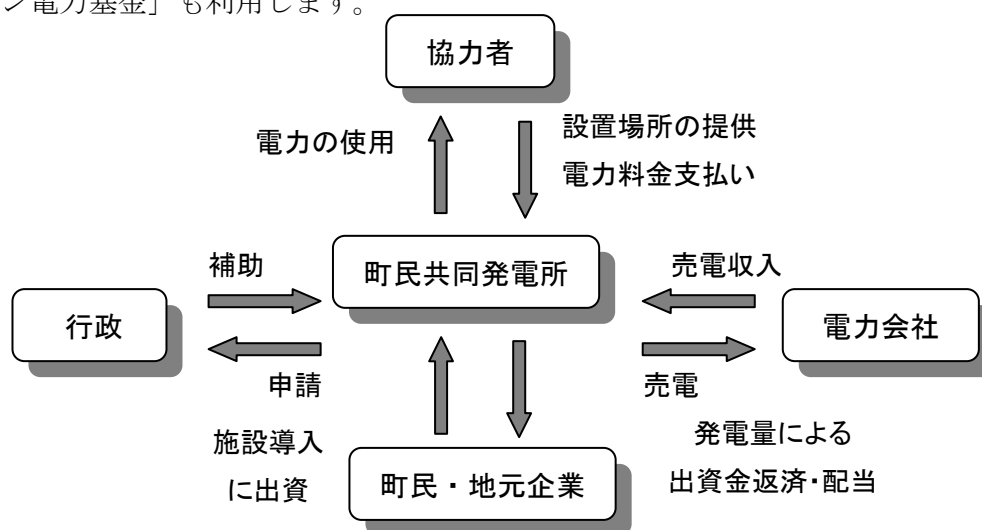 ン電力基金」も利用します。
協力者
電力の使用
設置場所の提供
電力料金支払い
補助
町民共同発電所
売電収入
行政
電力会社
申請
売電
施設導入
に出資
町民・地元企業
発電量による
出資金返済・配当